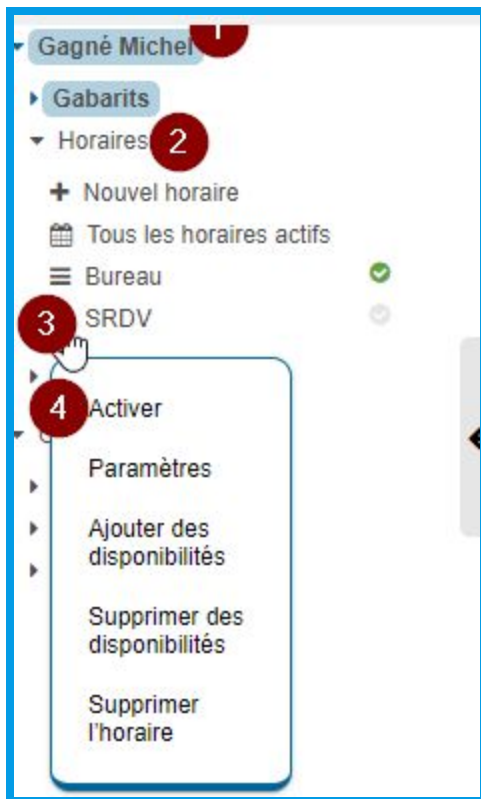 1
Gagné Michel
Gabarits
Horaires 2
Nouvel horaire
Tous les horaires actifs
Bureau
3 SRDV
4 Activer
Paramètres
Ajouter des
disponibilités
Supprimer des
disponibilités
Supprimer
l'horaire